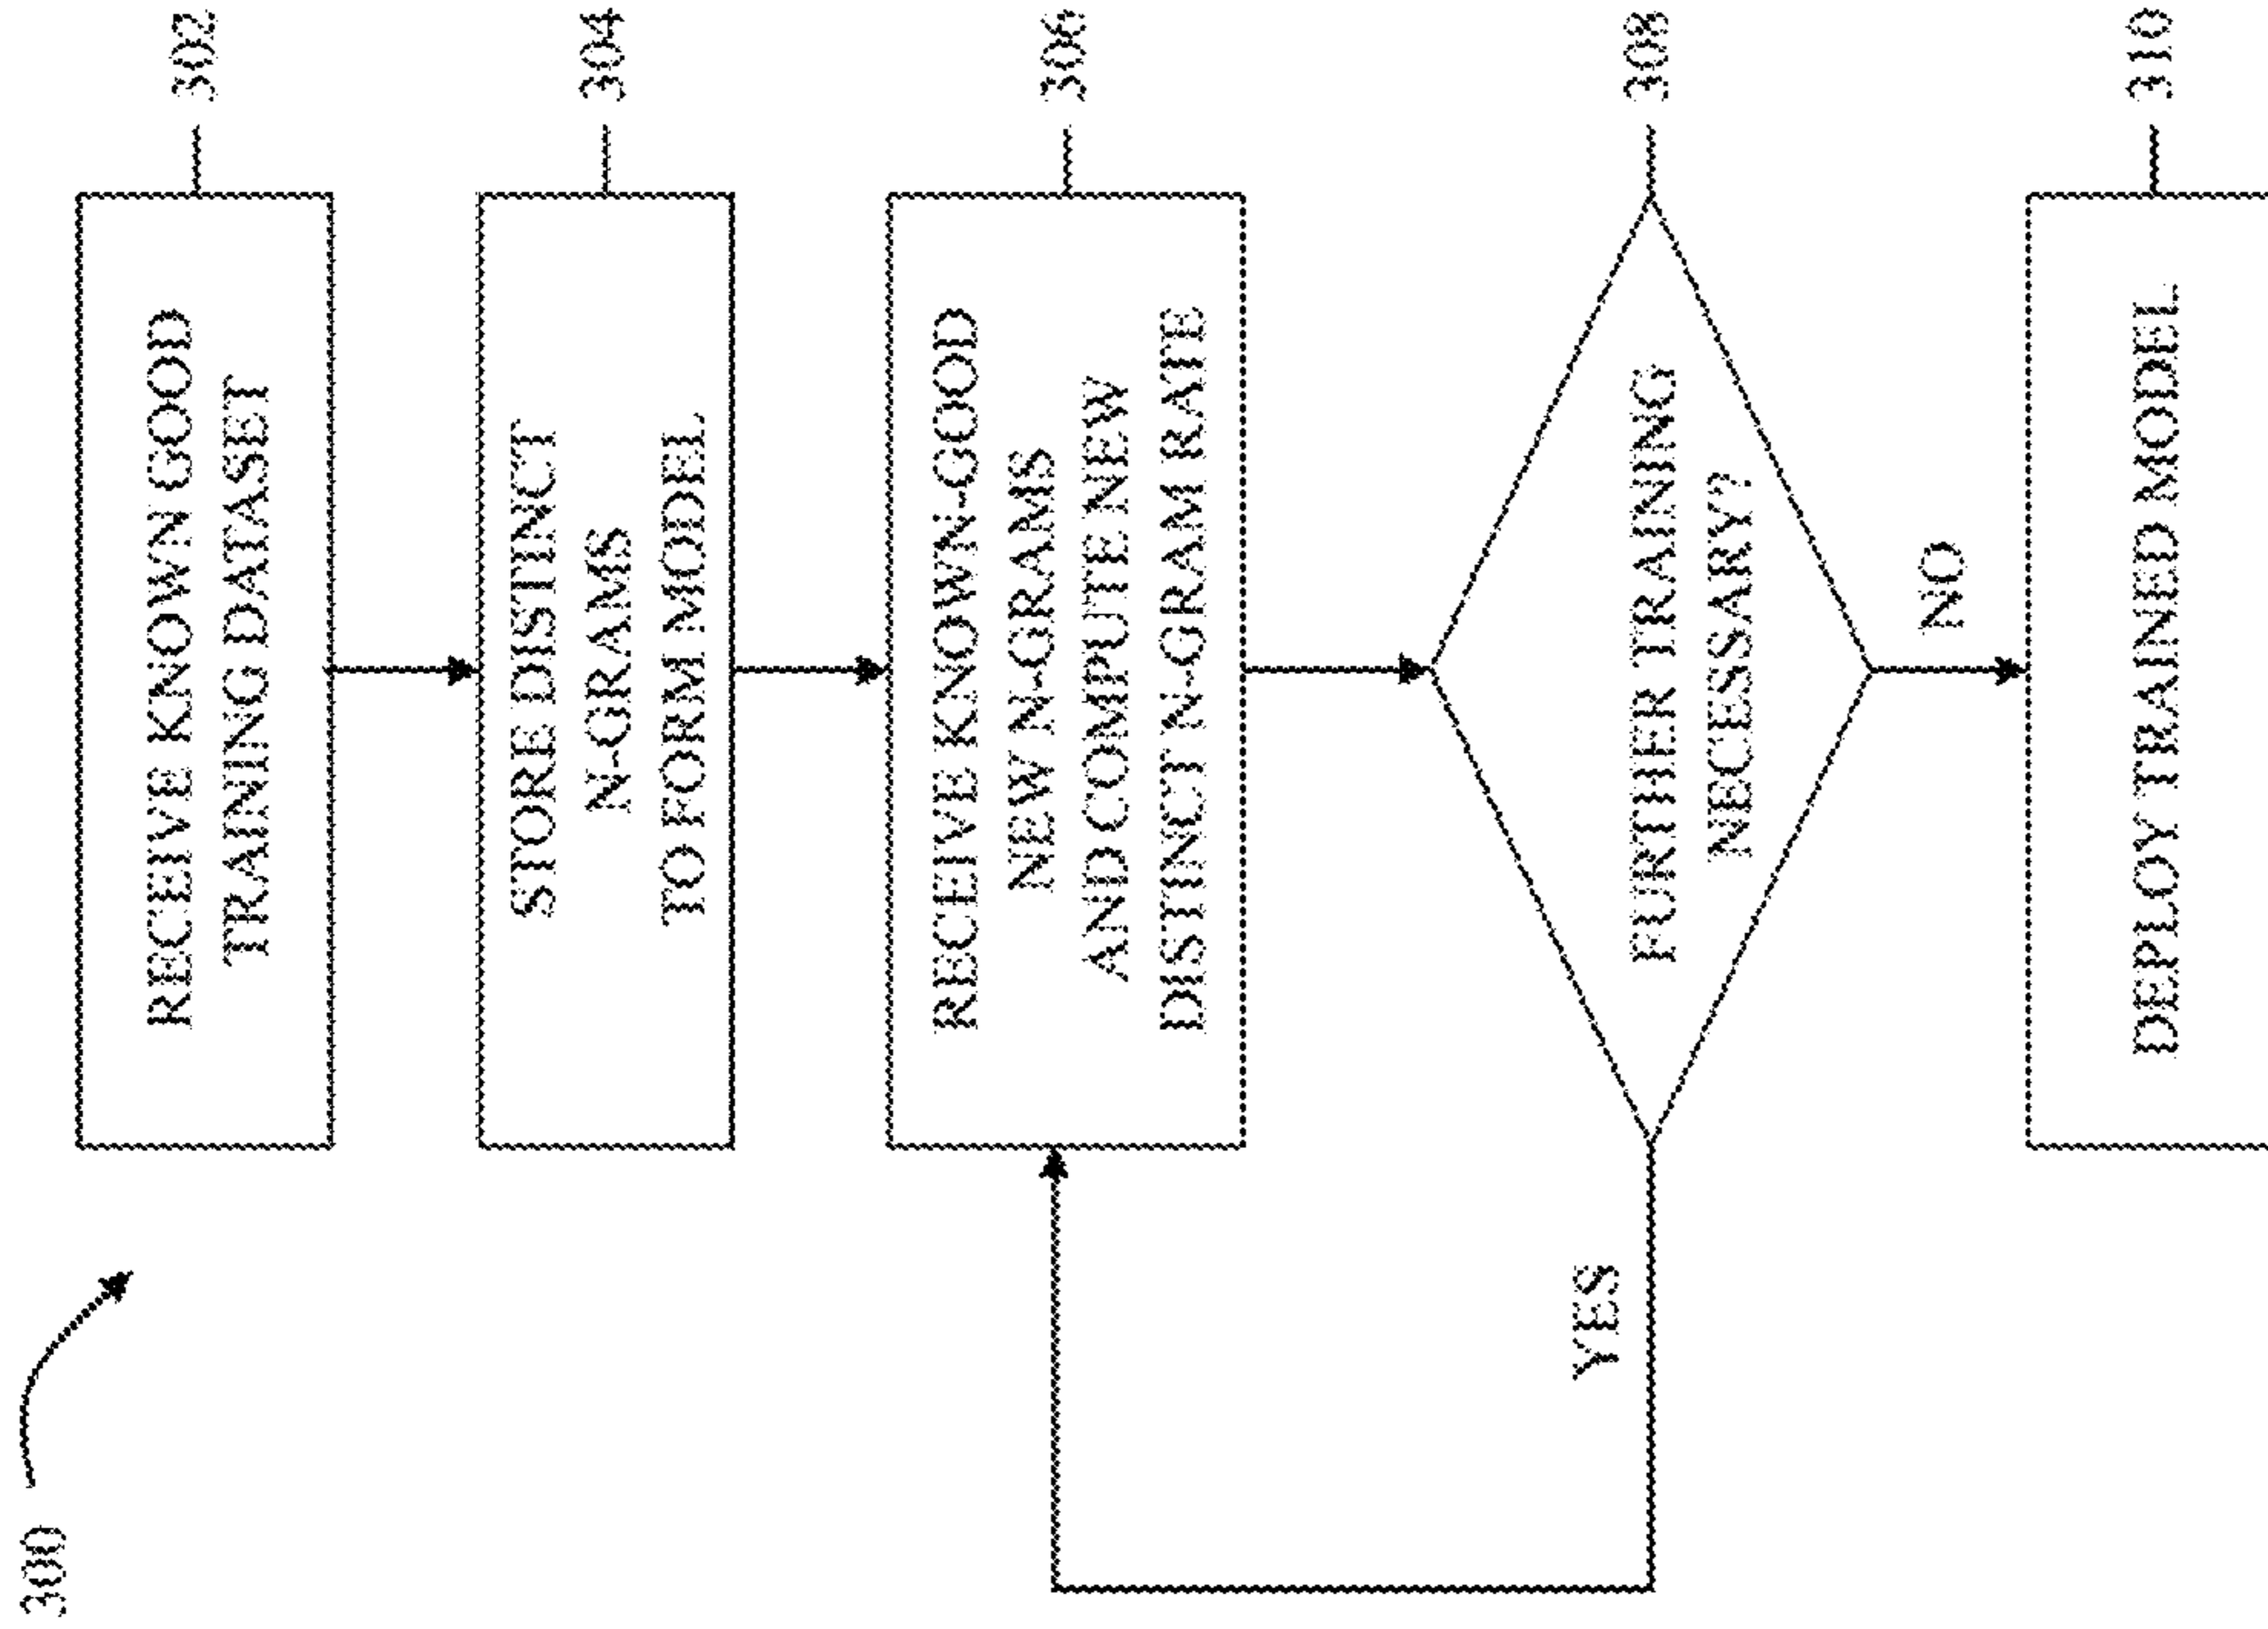 300
RECEIVE KNOWN GOOD
TRAINING DATASET
302
STORE DISTINCT
N-GRAMS
TO FORM MODEL
304
RECEIVE KNOWN-GOOD
NEW N-GRAMS
AND COMPUTE NEW
DISTINCT N-GRAM RATE
306
FURTHER TRAINING
NECESSARY?
308
YES
NO
DEPLOY TRAINED MODEL
310